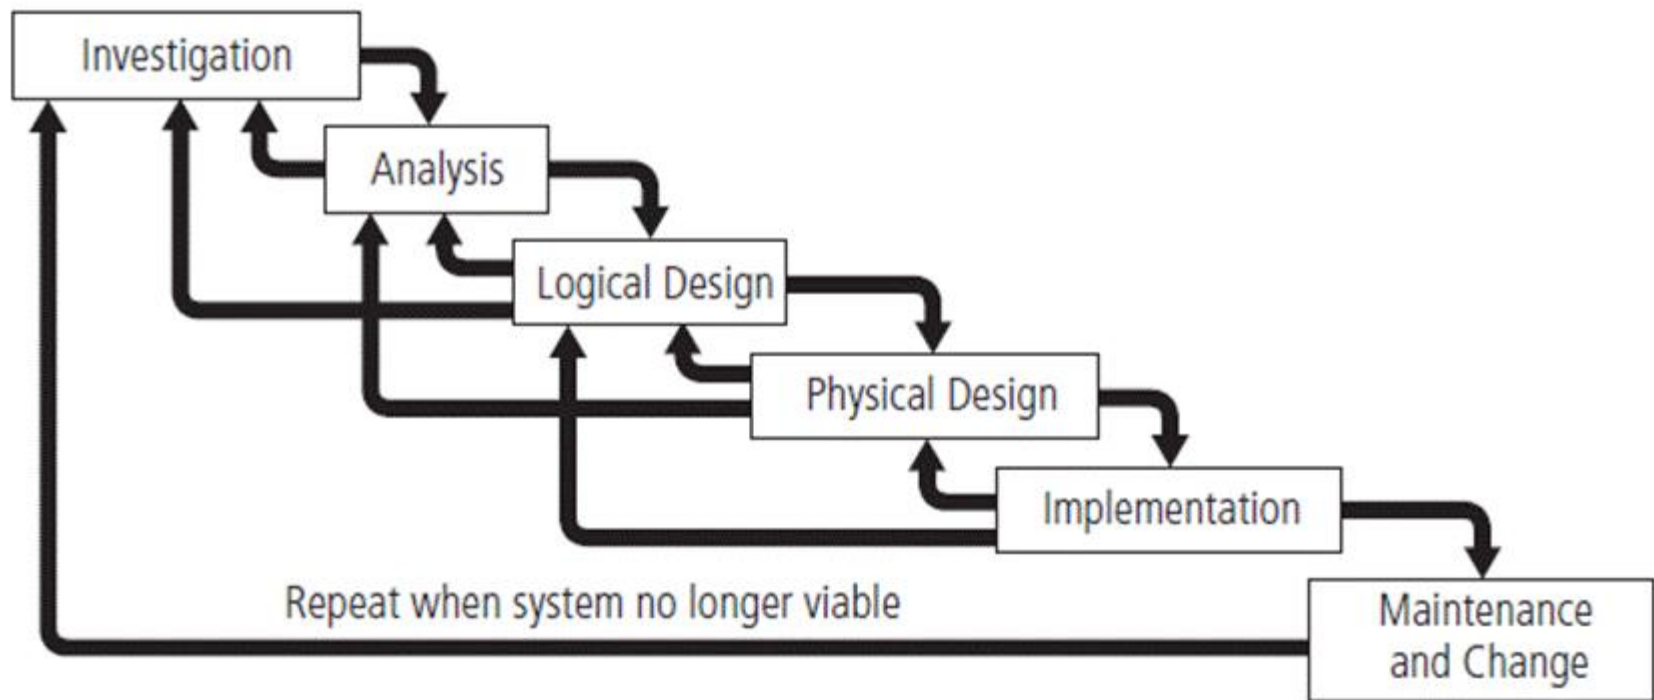 Investigation
Analysis
Logical Design
Physical Design
Implementation
Repeat when system no longer viable
Maintenance
and Change